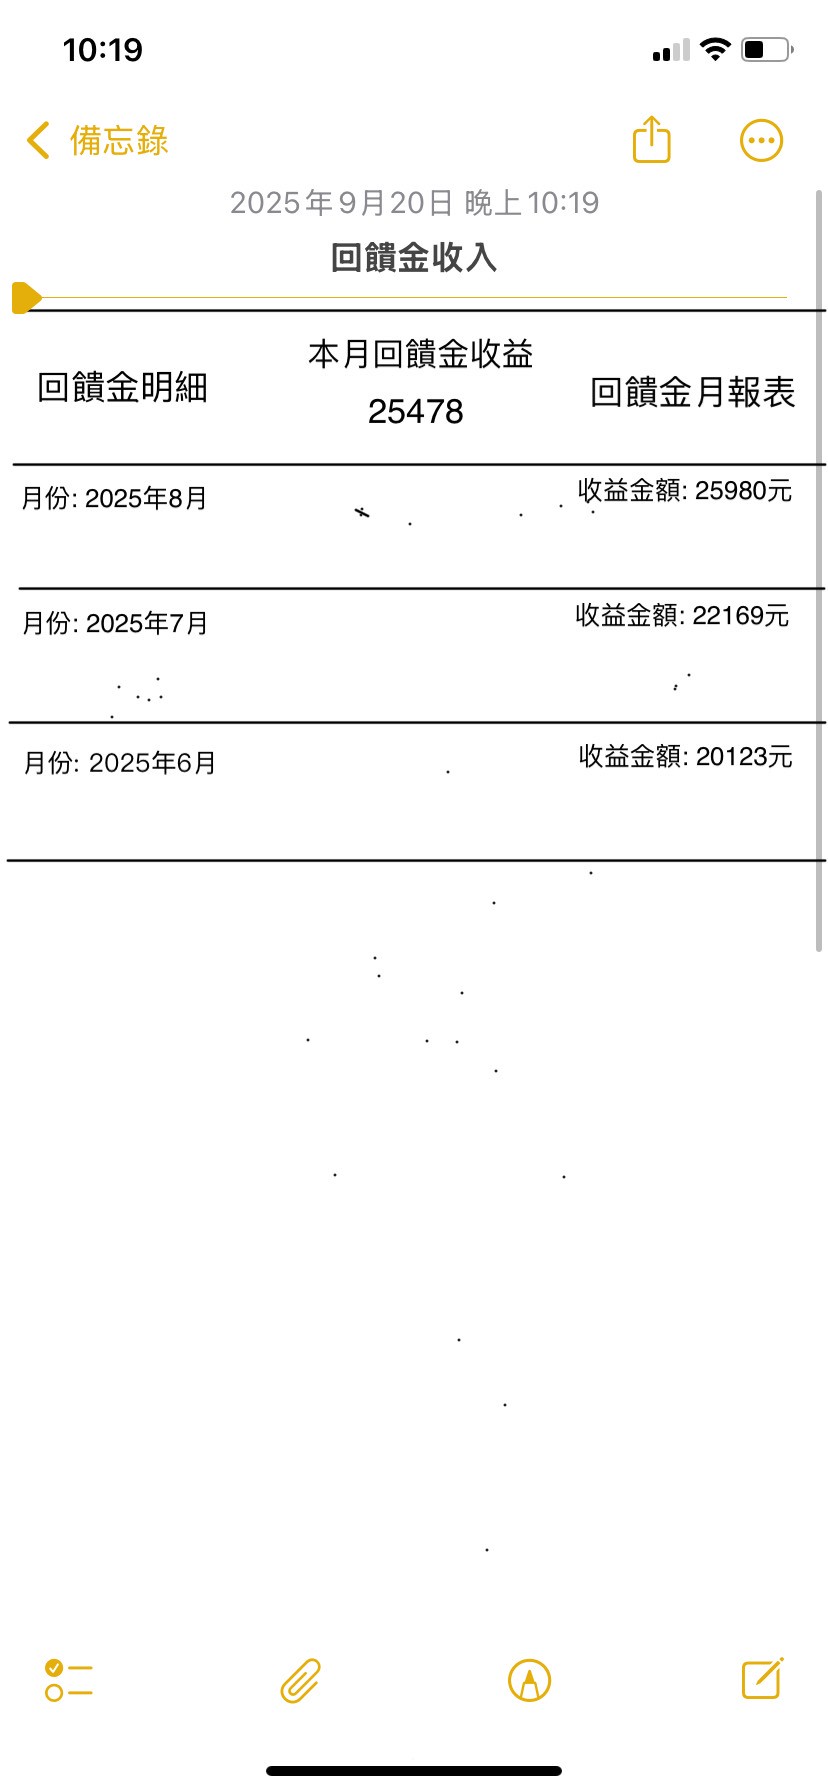 10:19
備忘錄
2025年9月20日 晚上10:19
回饋金收入
回饋金明細
本月回饋金收益
25478
回饋金月報表
月份: 2025年8月
收益金額: 25980元
月份: 2025年7月
收益金額: 22169元
月份: 2025年6月
收益金額: 20123元